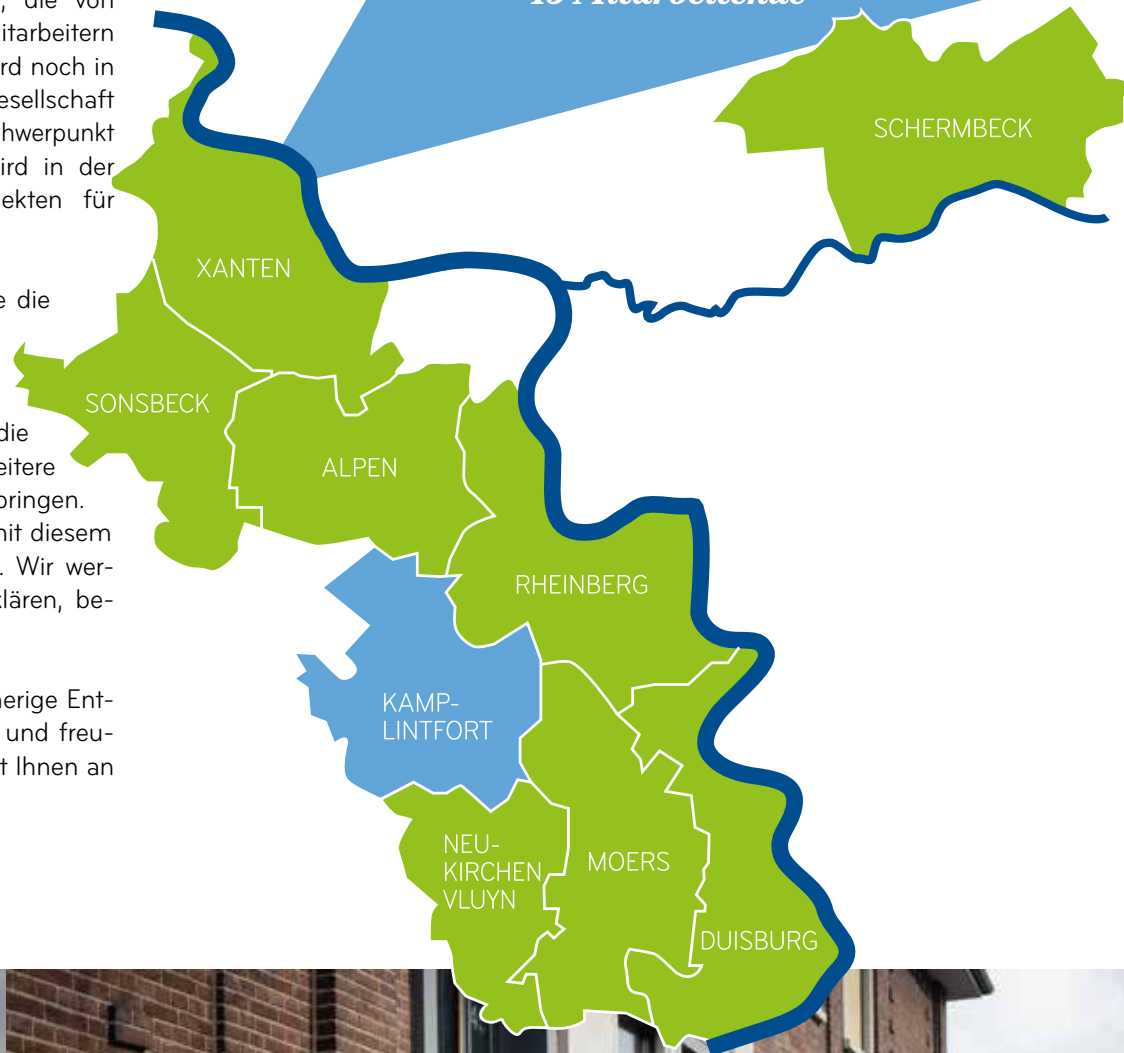 die von
itarbeitern
rd noch in
esellschaft
hwerpunkt
ird in der
ekten für
e die
die
eitere
bringen.
nit diesem
. Wir wer-
klären, be-
herige Ent-
und freu-
t Ihnen an
Mitarbeitende
SCHERMBECK
XANTEN
SONSBECK
ALPEN
RHEINBERG
KAMP-
LINTFORT
NEU-
KIRCHEN
VLUYN
MOERS
DUISBURG